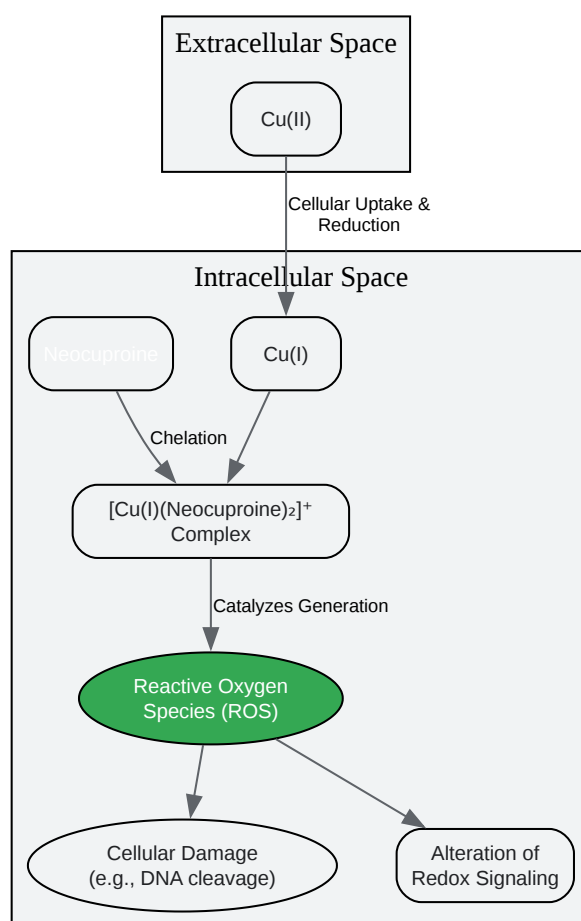 Extracellular Space
Cu(II)
Cellular Uptake &
Reduction
Intracellular Space
Neocuproine
Cu(I)
Chelation
[Cu(I)(Neocuproine)₂]⁺
Complex
Catalyzes Generation
Reactive Oxygen
Species (ROS)
Cellular Damage
(e.g., DNA cleavage)
Alteration of
Redox Signaling